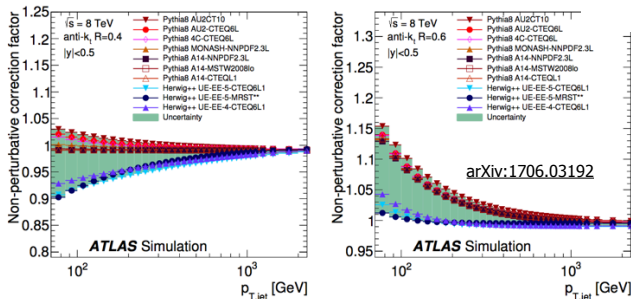 Non-perturbative correction factor
1.25
1.2
1.15
1.1
1.05
1
0.95
0.9
0.85
0.8
√s = 8 TeV
anti-kₜ R=0.4
|y|<0.5
Pythia8 AU2CT10
Pythia8 AU2-CTEQ6L
Pythia8 4C-CTEQ6L
Pythia8 MONASH-NNPDF2.3L
Pythia8 A14-NNPDF2.3L
Pythia8 A14-MSTW2008lo
Pythia8 A14-CTEQL1
Herwig++ UE-EE-5-CTEQ6L1
Herwig++ UE-EE-5-MRST**
Herwig++ UE-EE-4-CTEQ6L1
Uncertainty
ATLAS Simulation
10²
10³
p_T,jet [GeV]
Non-perturbative correction factor
1.3
1.25
1.2
1.15
1.1
1.05
1
0.95
√s = 8 TeV
anti-kₜ R=0.6
|y|<0.5
Pythia8 AU2CT10
Pythia8 AU2-CTEQ6L
Pythia8 4C-CTEQ6L
Pythia8 MONASH-NNPDF2.3L
Pythia8 A14-NNPDF2.3L
Pythia8 A14-MSTW2008lo
Pythia8 A14-CTEQL1
Herwig++ UE-EE-5-CTEQ6L1
Herwig++ UE-EE-5-MRST**
Herwig++ UE-EE-4-CTEQ6L1
Uncertainty
arXiv:1706.03192
ATLAS Simulation
10²
10³
p_T,jet [GeV]